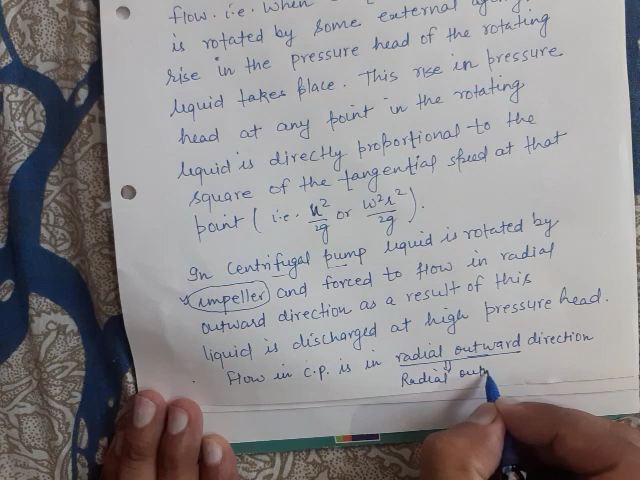 flow. i.e. when
is rotated by some external
rise in the pressure head of the rotating
liquid takes place. This rise in pressure
head at any point in the rotating
liquid is directly proportional to the
square of the tangential speed at that
point ( i.e. u²/2g or ω²r²/2g ).
In Centrifugal pump liquid is rotated by
impeller and forced to flow in radial
outward direction as a result of this
liquid is discharged at high pressure head.
Flow in C.P. is in radial outward direction
Radial out